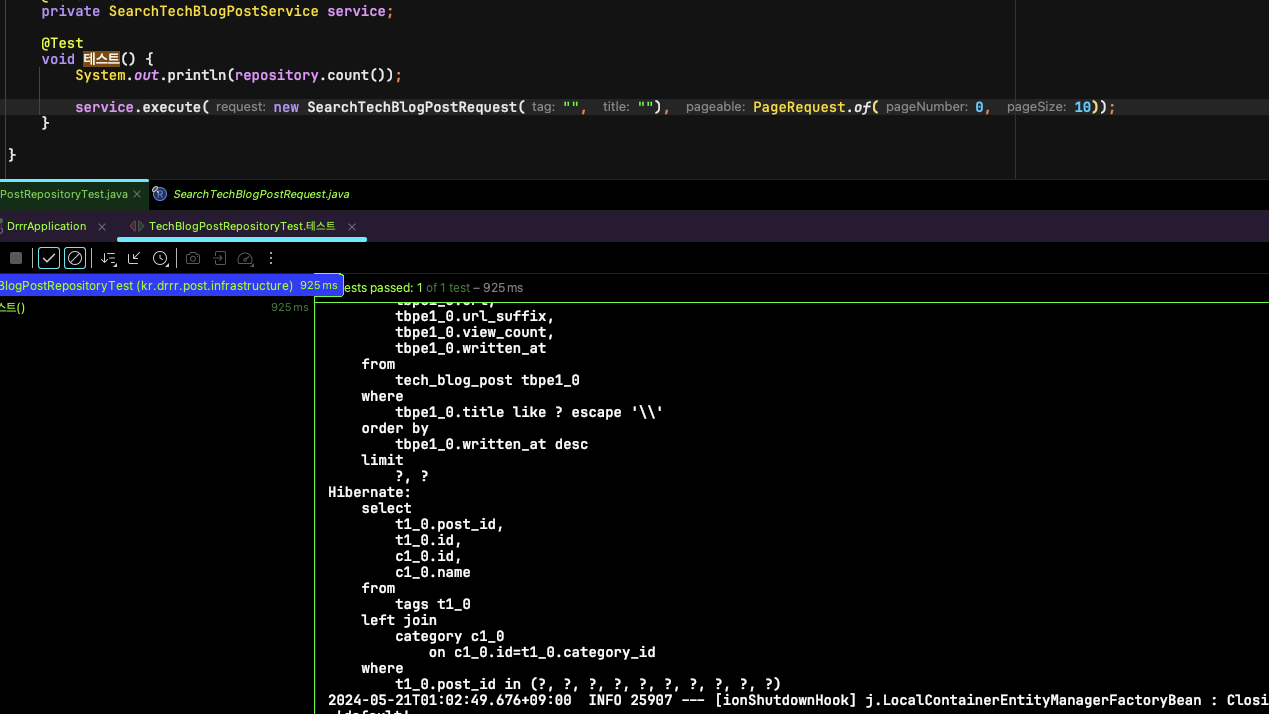 private SearchTechBlogPostService service;
@Test
void 테스트() {
System.out.println(repository.count());
service.execute( request: new SearchTechBlogPostRequest( tag: "", title: ""), pageable: PageRequest.of( pageNumber: 0, pageSize: 10));
}
}
PostRepositoryTest.java SearchTechBlogPostRequest.java
DrrrApplication TechBlogPostRepositoryTest.테스트
BlogPostRepositoryTest (kr.drrr.post.infrastructure) 925 ms ests passed: 1 of 1 test – 925 ms
스트() 925 ms
tbpe1_0.url_suffix,
tbpe1_0.view_count,
tbpe1_0.written_at
from
tech_blog_post tbpe1_0
where
tbpe1_0.title like ? escape '\\'
order by
tbpe1_0.written_at desc
limit
?, ?
Hibernate:
select
t1_0.post_id,
t1_0.id,
c1_0.id,
c1_0.name
from
tags t1_0
left join
category c1_0
on c1_0.id=t1_0.category_id
where
t1_0.post_id in (?, ?, ?, ?, ?, ?, ?, ?, ?, ?)
2024-05-21T01:02:49.676+09:00 INFO 25907 --- [ionShutdownHook] j.LocalContainerEntityManagerFactoryBean : Closi